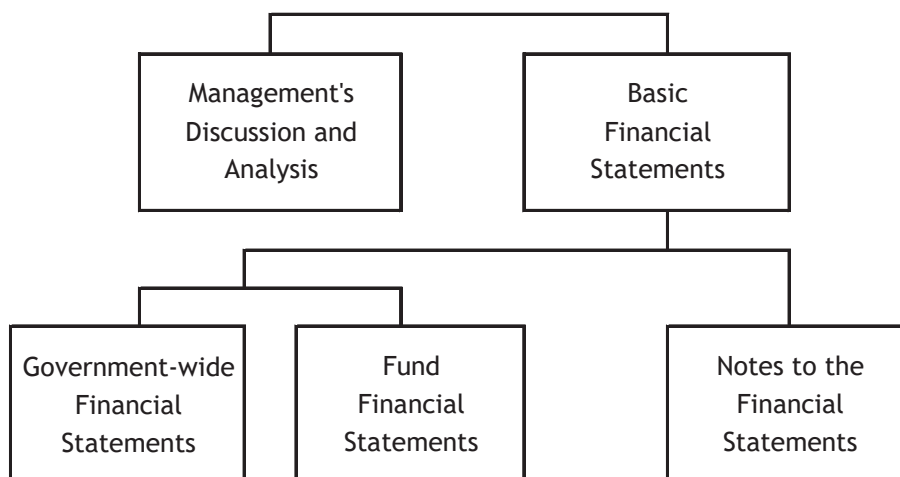 Management's
Discussion and
Analysis
Basic
Financial
Statements
Government-wide
Financial
Statements
Fund
Financial
Statements
Notes to the
Financial
Statements